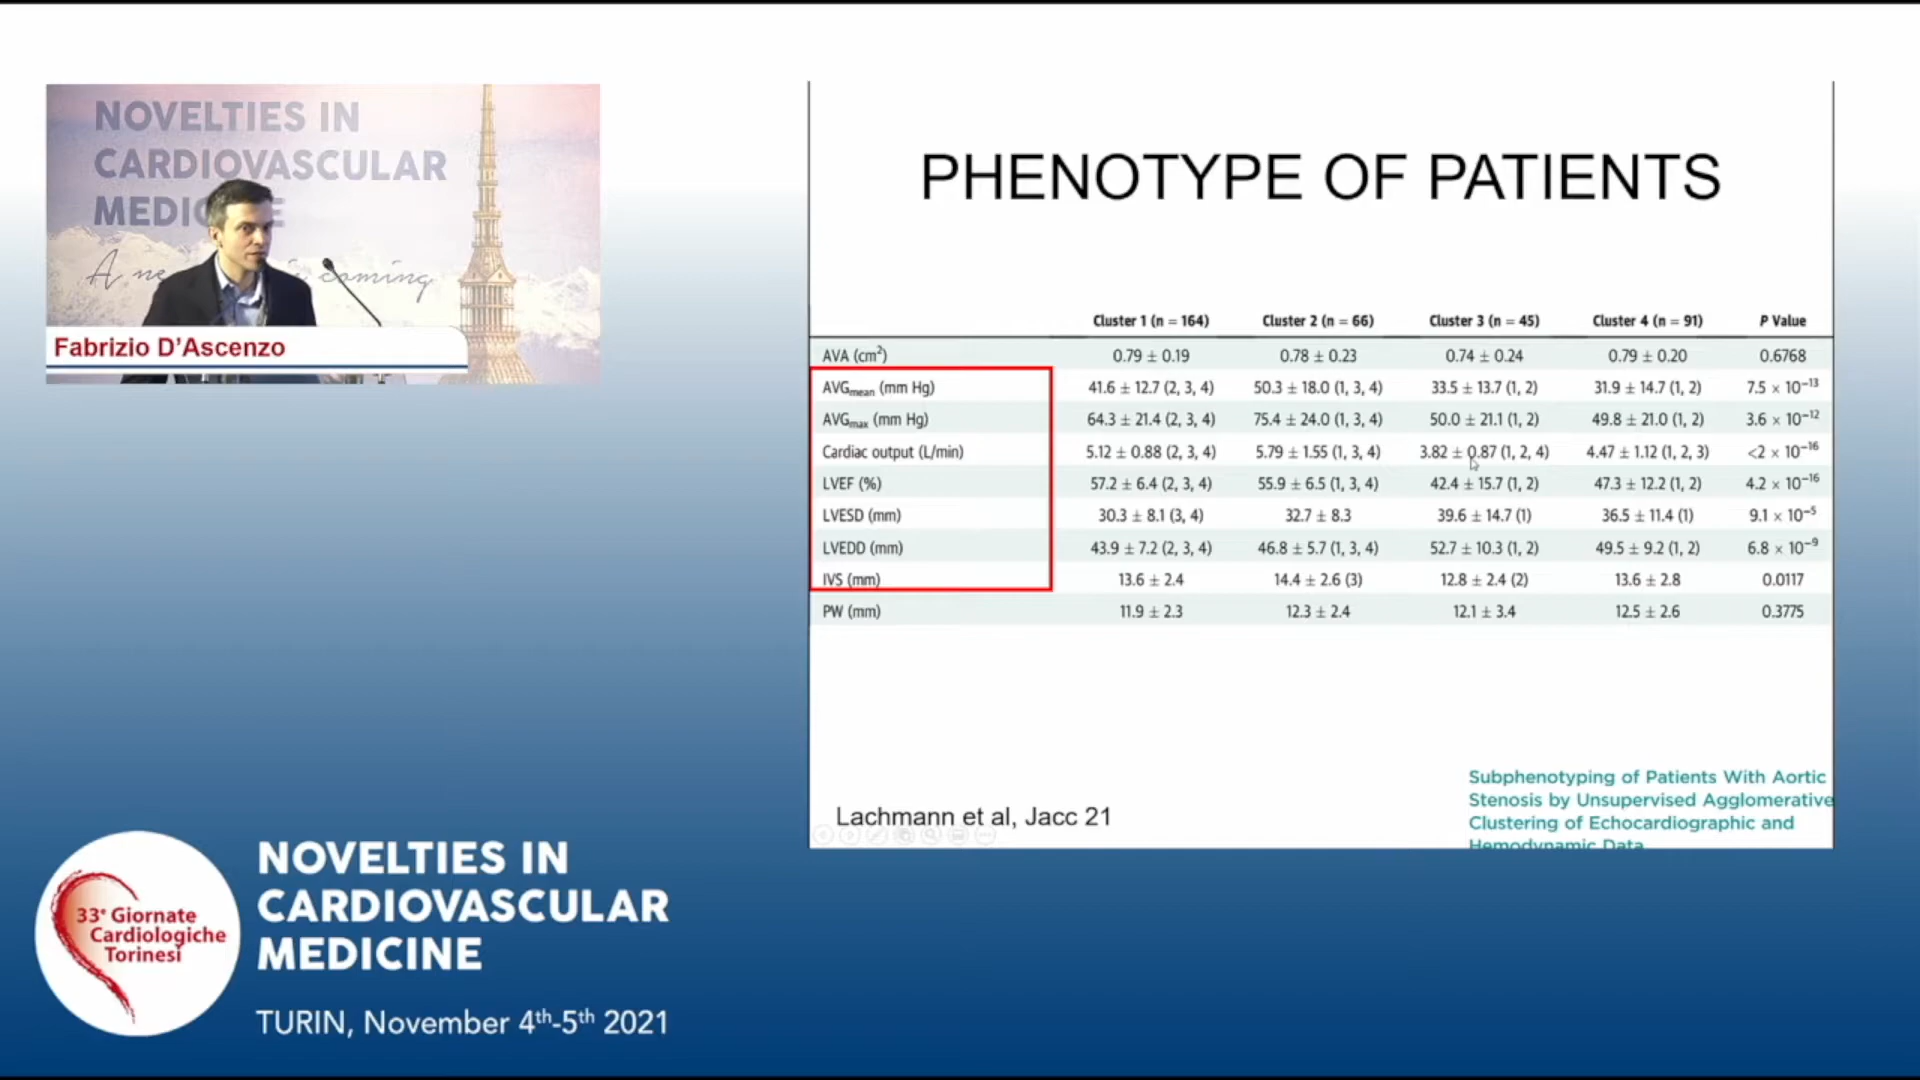 NOVELTIES IN
CARDIOVASCULAR
MEDIC E
A ne coming
Fabrizio D'Ascenzo
PHENOTYPE OF PATIENTS
Cluster 1 (n = 164) Cluster 2 (n = 66) Cluster 3 (n = 45) Cluster 4 (n = 91) P Value
AVA (cm²) 0.79 ± 0.19 0.78 ± 0.23 0.74 ± 0.24 0.79 ± 0.20 0.6768
AVGmean (mm Hg) 41.6 ± 12.7 (2, 3, 4) 50.3 ± 18.0 (1, 3, 4) 33.5 ± 13.7 (1, 2) 31.9 ± 14.7 (1, 2) 7.5 × 10⁻¹³
AVGmax (mm Hg) 64.3 ± 21.4 (2, 3, 4) 75.4 ± 24.0 (1, 3, 4) 50.0 ± 21.1 (1, 2) 49.8 ± 21.0 (1, 2) 3.6 × 10⁻¹²
Cardiac output (L/min) 5.12 ± 0.88 (2, 3, 4) 5.79 ± 1.55 (1, 3, 4) 3.82 ± 0.87 (1, 2, 4) 4.47 ± 1.12 (1, 2, 3) <2 × 10⁻¹⁶
LVEF (%) 57.2 ± 6.4 (2, 3, 4) 55.9 ± 6.5 (1, 3, 4) 42.4 ± 15.7 (1, 2) 47.3 ± 12.2 (1, 2) 4.2 × 10⁻¹⁶
LVESD (mm) 30.3 ± 8.1 (3, 4) 32.7 ± 8.3 39.6 ± 14.7 (1) 36.5 ± 11.4 (1) 9.1 × 10⁻⁵
LVEDD (mm) 43.9 ± 7.2 (2, 3, 4) 46.8 ± 5.7 (1, 3, 4) 52.7 ± 10.3 (1, 2) 49.5 ± 9.2 (1, 2) 6.8 × 10⁻⁹
IVS (mm) 13.6 ± 2.4 14.4 ± 2.6 (3) 12.8 ± 2.4 (2) 13.6 ± 2.8 0.0117
PW (mm) 11.9 ± 2.3 12.3 ± 2.4 12.1 ± 3.4 12.5 ± 2.6 0.3775
Lachmann et al, Jacc 21
Subphenotyping of Patients With Aortic
Stenosis by Unsupervised Agglomerative
Clustering of Echocardiographic and
Hemodynamic Data
33ᵉ Giornate
Cardiologiche
Torinesi
NOVELTIES IN
CARDIOVASCULAR
MEDICINE
TURIN, November 4th-5th 2021